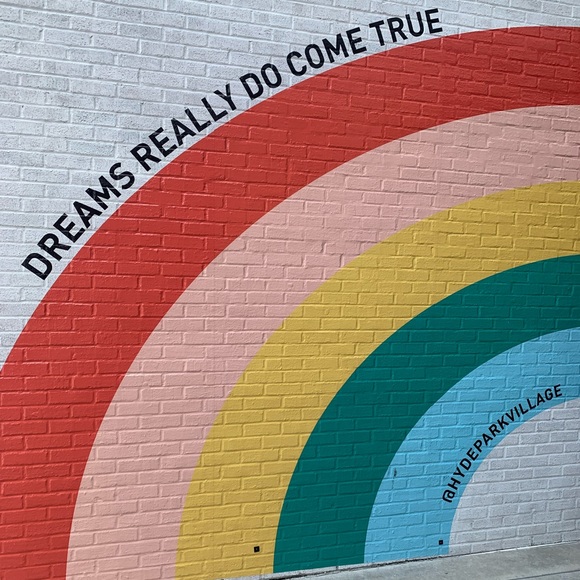 DREAMS REALLY DO COME TRUE
@HYDEPARKVILLAGE